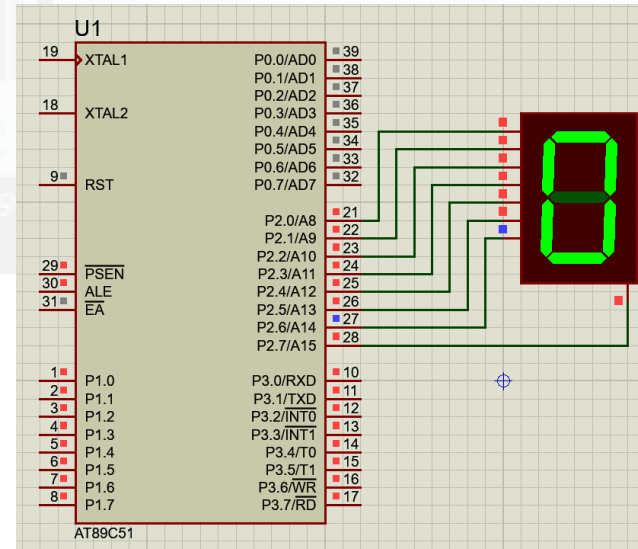 U1
19 XTAL1 P0.0/AD0 39
P0.1/AD1 38
P0.2/AD2 37
18 XTAL2 P0.3/AD3 36
P0.4/AD4 35
P0.5/AD5 34
P0.6/AD6 33
9 RST P0.7/AD7 32
P2.0/A8 21
P2.1/A9 22
P2.2/A10 23
29 PSEN P2.3/A11 24
30 ALE P2.4/A12 25
31 EA P2.5/A13 26
P2.6/A14 27
P2.7/A15 28
1 P1.0 P3.0/RXD 10
2 P1.1 P3.1/TXD 11
3 P1.2 P3.2/INT0 12
4 P1.3 P3.3/INT1 13
5 P1.4 P3.4/T0 14
6 P1.5 P3.5/T1 15
7 P1.6 P3.6/WR 16
8 P1.7 P3.7/RD 17
AT89C51
0